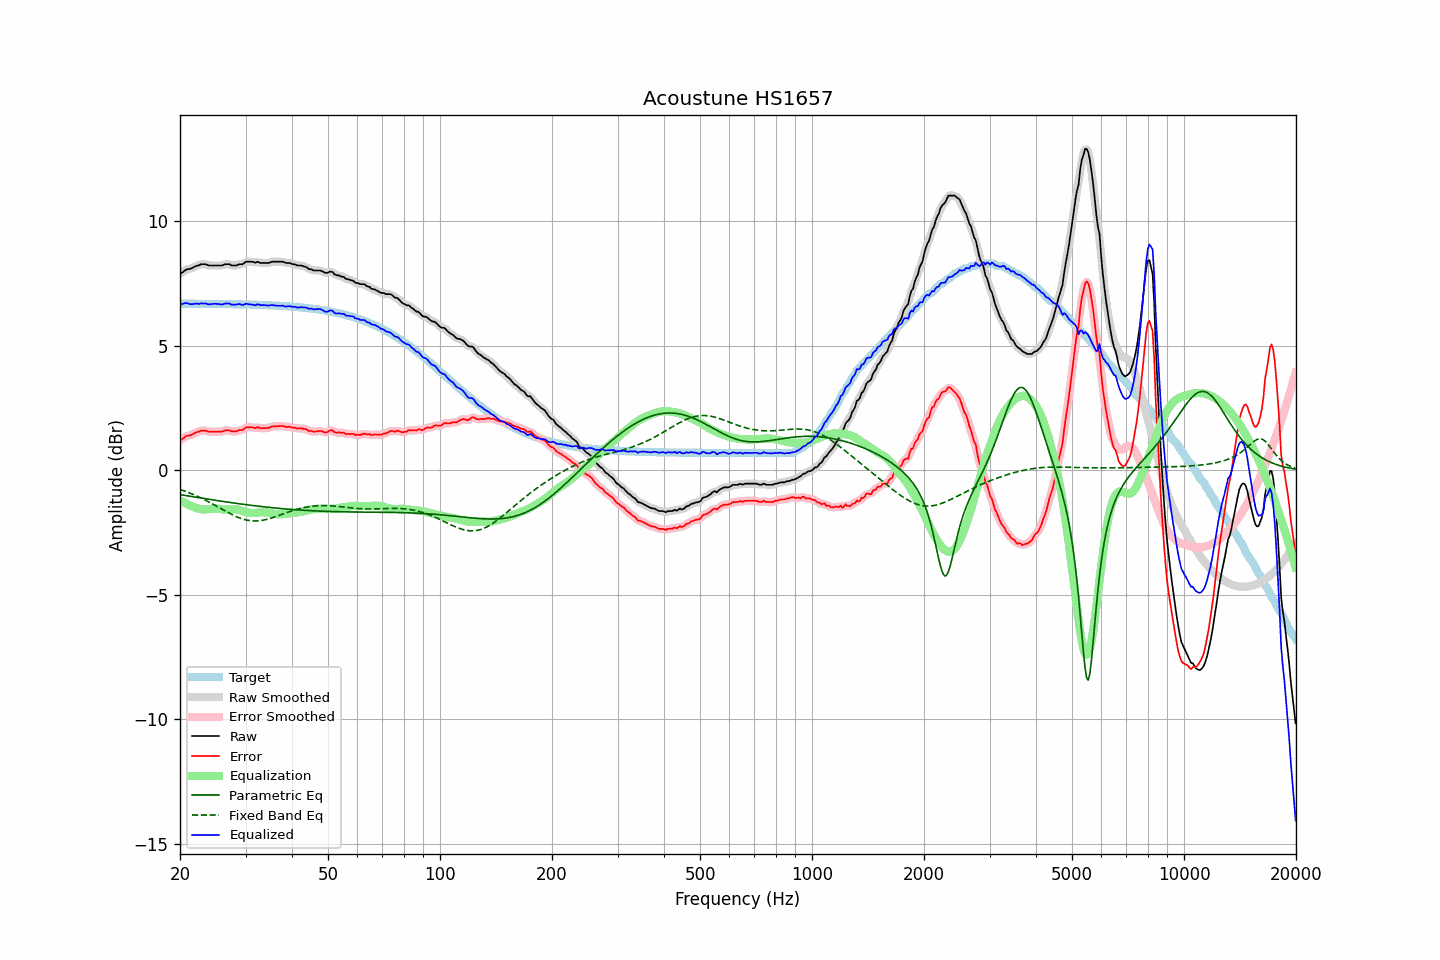 Acoustune HS1657
Amplitude (dBr)
10
5
0
−5
−10
−15
Target
Raw Smoothed
Error Smoothed
Raw
Error
Equalization
Parametric Eq
Fixed Band Eq
Equalized
20 50 100 200 500 1000 2000 5000 10000 20000
Frequency (Hz)